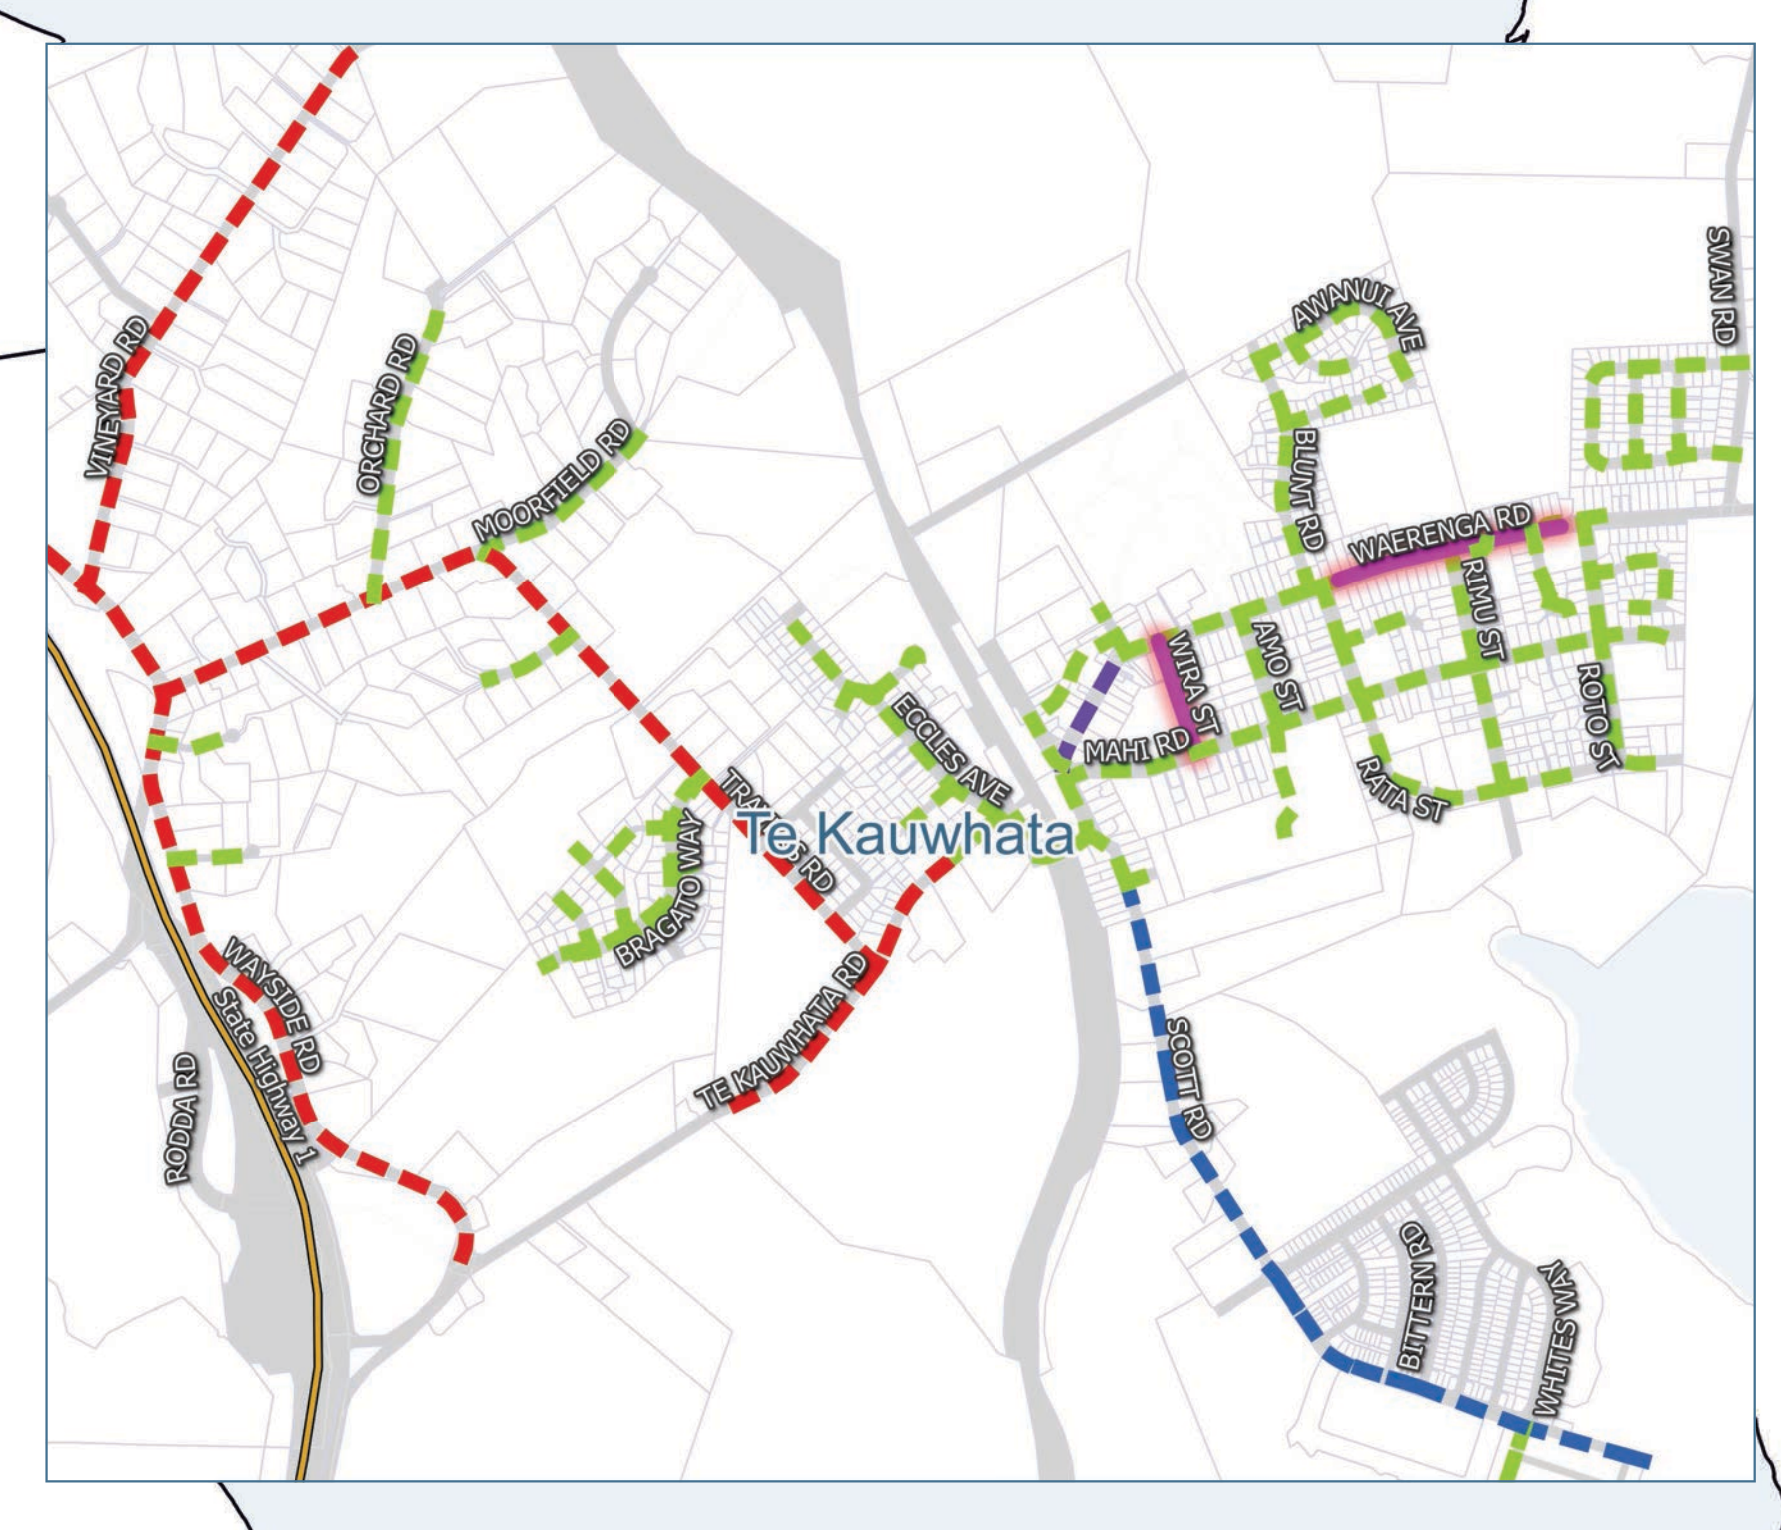 SWAN RD
AWANUI AVE
VINEYARD RD
ORCHARD RD
MOORFIELD RD
BLUNT RD
WAERENGA RD
RIMU ST
WIRA ST
AMO ST
ROTO ST
ECCLES AVE
MAHI RD
RATA ST
Te Kauwhata
BRAGATO WAY
WAYSIDE RD
State Highway 1
TE KAUWHATA RD
RODDA RD
SCOTT RD
BITTERN RD
WHITES WAY